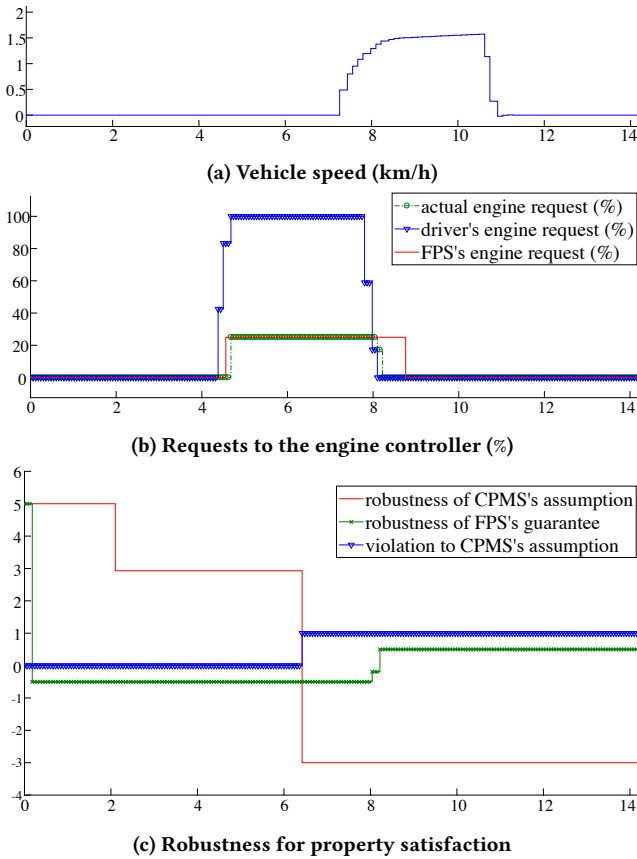 2
1.5
1
0.5
0
0 2 4 6 8 10 12 14
(a) Vehicle speed (km/h)
actual engine request (%)
driver's engine request (%)
FPS's engine request (%)
100
80
60
40
20
0
0 2 4 6 8 10 12 14
(b) Requests to the engine controller (%)
robustness of CPMS's assumption
robustness of FPS's guarantee
violation to CPMS's assumption
6
5
4
3
2
1
0
-1
-2
-3
-4
0 2 4 6 8 10 12 14
(c) Robustness for property satisfaction